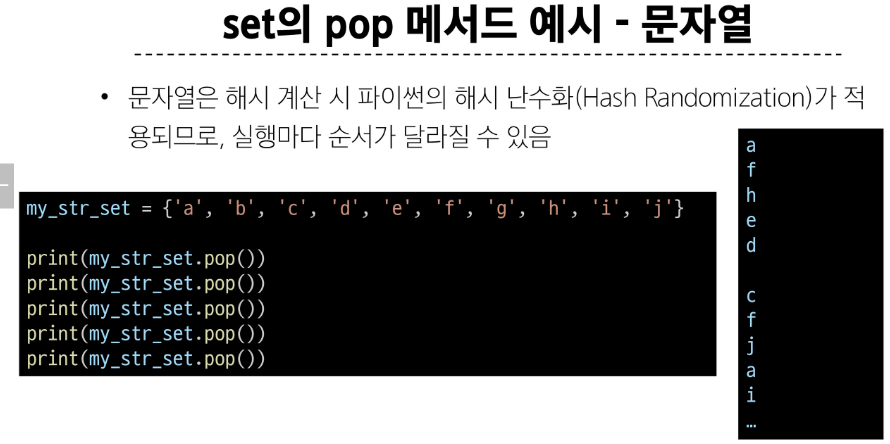 set의 pop 메서드 예시 - 문자열
• 문자열은 해시 계산 시 파이썬의 해시 난수화(Hash Randomization)가 적
용되므로, 실행마다 순서가 달라질 수 있음
my_str_set = {'a', 'b', 'c', 'd', 'e', 'f', 'g', 'h', 'i', 'j'}
print(my_str_set.pop())
print(my_str_set.pop())
print(my_str_set.pop())
print(my_str_set.pop())
print(my_str_set.pop())
a
f
h
e
d
c
f
j
a
i
…